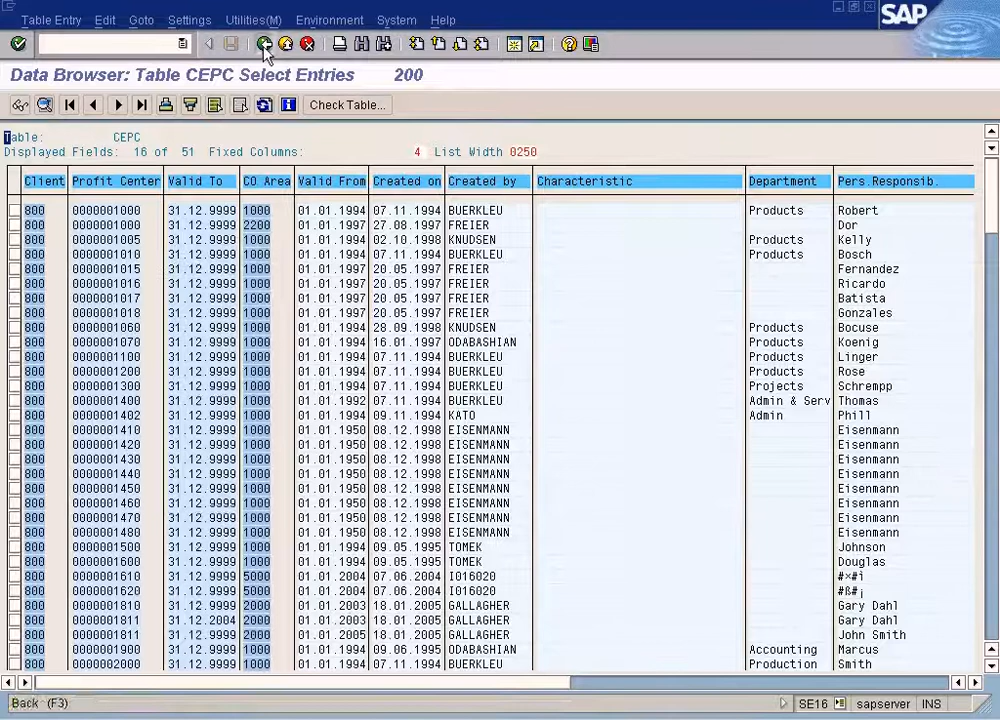 Table Entry Edit Goto Settings Utilities(M) Environment System Help
SAP
Data Browser: Table CEPC Select Entries 200
Check Table...
Table: CEPC
Displayed Fields: 16 of 51 Fixed Columns: 4 List Width 0250
Client Profit Center Valid To CO Area Valid From Created on Created by Characteristic Department Pers.Responsib.
800 0000001000 31.12.9999 1000 01.01.1994 07.11.1994 BUERKLEU Products Robert
800 0000001000 31.12.9999 2200 01.01.1997 27.08.1997 FREIER Dor
800 0000001005 31.12.9999 1000 01.01.1994 02.10.1998 KNUDSEN Products Kelly
800 0000001010 31.12.9999 1000 01.01.1994 07.11.1994 BUERKLEU Products Bosch
800 0000001015 31.12.9999 1000 01.01.1997 20.05.1997 FREIER Fernandez
800 0000001016 31.12.9999 1000 01.01.1997 20.05.1997 FREIER Ricardo
800 0000001017 31.12.9999 1000 01.01.1997 20.05.1997 FREIER Batista
800 0000001018 31.12.9999 1000 01.01.1997 20.05.1997 FREIER Gonzales
800 0000001060 31.12.9999 1000 01.01.1994 28.09.1998 KNUDSEN Products Bocuse
800 0000001070 31.12.9999 1000 01.01.1994 16.01.1997 ODABASHIAN Products Koenig
800 0000001100 31.12.9999 1000 01.01.1994 07.11.1994 BUERKLEU Products Linger
800 0000001200 31.12.9999 1000 01.01.1994 07.11.1994 BUERKLEU Products Rose
800 0000001300 31.12.9999 1000 01.01.1994 07.11.1994 BUERKLEU Projects Schrempp
800 0000001400 31.12.9999 1000 01.01.1992 07.11.1994 BUERKLEU Admin & Serv Thomas
800 0000001402 31.12.9999 1000 01.01.1994 09.11.1994 KATO Admin Phill
800 0000001410 31.12.9999 1000 01.01.1950 08.12.1998 EISENMANN Eisenmann
800 0000001420 31.12.9999 1000 01.01.1950 08.12.1998 EISENMANN Eisenmann
800 0000001430 31.12.9999 1000 01.01.1950 08.12.1998 EISENMANN Eisenmann
800 0000001440 31.12.9999 1000 01.01.1950 08.12.1998 EISENMANN Eisenmann
800 0000001450 31.12.9999 1000 01.01.1950 08.12.1998 EISENMANN Eisenmann
800 0000001460 31.12.9999 1000 01.01.1950 08.12.1998 EISENMANN Eisenmann
800 0000001470 31.12.9999 1000 01.01.1950 08.12.1998 EISENMANN Eisenmann
800 0000001480 31.12.9999 1000 01.01.1950 08.12.1998 EISENMANN Eisenmann
800 0000001500 31.12.9999 1000 01.01.1994 09.05.1995 TOMEK Johnson
800 0000001600 31.12.9999 1000 01.01.1994 09.05.1995 TOMEK Douglas
800 0000001610 31.12.9999 5000 01.01.2004 07.06.2004 I016020 #×#ì
800 0000001620 31.12.9999 5000 01.01.2004 07.06.2004 I016020 #ß#¡
800 0000001810 31.12.9999 2000 01.01.2003 18.01.2005 GALLAGHER Gary Dahl
800 0000001811 31.12.2004 2000 01.01.2003 18.01.2005 GALLAGHER Gary Dahl
800 0000001811 31.12.9999 2000 01.01.2005 18.01.2005 GALLAGHER John Smith
800 0000001900 31.12.9999 1000 01.01.1994 09.06.1995 ODABASHIAN Accounting Marcus
800 0000002000 31.12.9999 1000 01.01.1994 07.11.1994 BUERKLEU Production Smith
Back (F3) SE16 sapserver INS